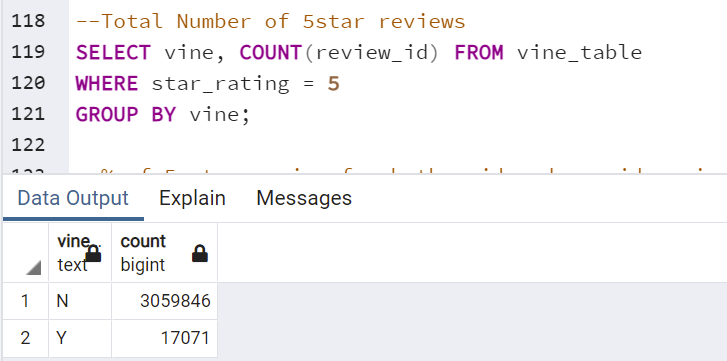 118 --Total Number of 5star reviews
119 SELECT vine, COUNT(review_id) FROM vine_table
120 WHERE star_rating = 5
121 GROUP BY vine;
122
Data Output Explain Messages
vine.. count
text bigint
1 N 3059846
2 Y 17071